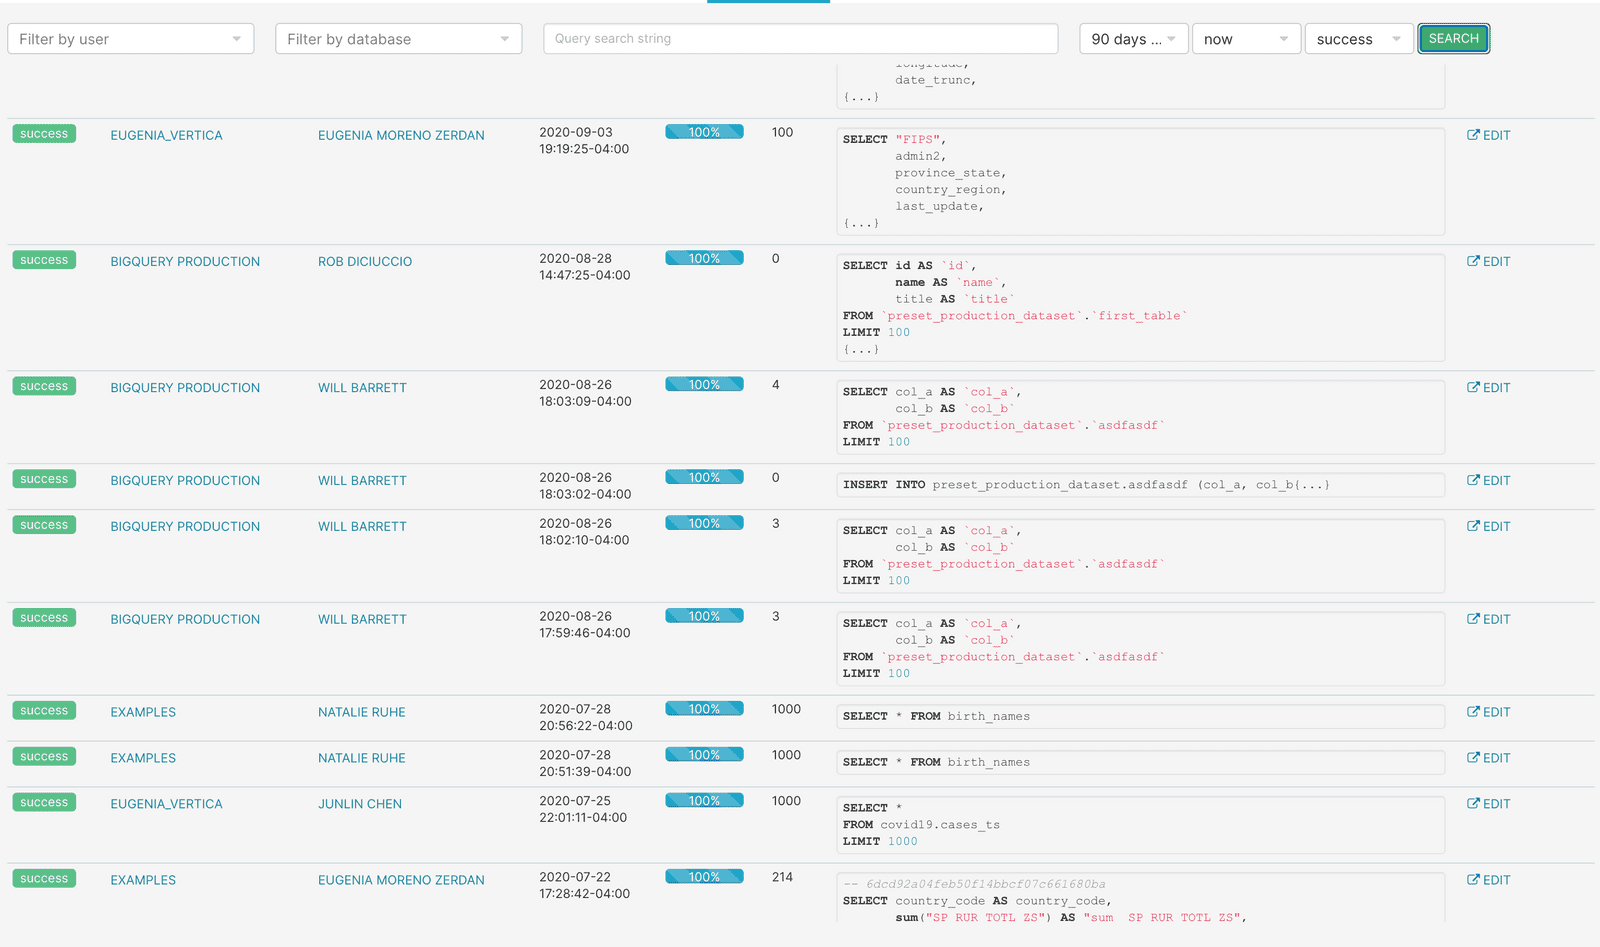 Filter by user
Filter by database
Query search string
90 days ...
now
success
SEARCH
longitude,
date_trunc,
{...}
success EUGENIA_VERTICA EUGENIA MORENO ZERDAN 2020-09-03 100% 100 EDIT
19:19:25-04:00
SELECT "FIPS",
admin2,
province_state,
country_region,
last_update,
{...}
success BIGQUERY PRODUCTION ROB DICIUCCIO 2020-08-28 100% 0 EDIT
14:47:25-04:00
SELECT id AS `id`,
name AS `name`,
title AS `title`
FROM `preset_production_dataset`.`first_table`
LIMIT 100
{...}
success BIGQUERY PRODUCTION WILL BARRETT 2020-08-26 100% 4 EDIT
18:03:09-04:00
SELECT col_a AS `col_a`,
col_b AS `col_b`
FROM `preset_production_dataset`.`asdfasdf`
LIMIT 100
success BIGQUERY PRODUCTION WILL BARRETT 2020-08-26 100% 0 EDIT
18:03:02-04:00
INSERT INTO preset_production_dataset.asdfasdf (col_a, col_b{...}
success BIGQUERY PRODUCTION WILL BARRETT 2020-08-26 100% 3 EDIT
18:02:10-04:00
SELECT col_a AS `col_a`,
col_b AS `col_b`
FROM `preset_production_dataset`.`asdfasdf`
LIMIT 100
success BIGQUERY PRODUCTION WILL BARRETT 2020-08-26 100% 3 EDIT
17:59:46-04:00
SELECT col_a AS `col_a`,
col_b AS `col_b`
FROM `preset_production_dataset`.`asdfasdf`
LIMIT 100
success EXAMPLES NATALIE RUHE 2020-07-28 100% 1000 EDIT
20:56:22-04:00
SELECT * FROM birth_names
success EXAMPLES NATALIE RUHE 2020-07-28 100% 1000 EDIT
20:51:39-04:00
SELECT * FROM birth_names
success EUGENIA_VERTICA JUNLIN CHEN 2020-07-25 100% 1000 EDIT
22:01:11-04:00
SELECT *
FROM covid19.cases_ts
LIMIT 1000
success EXAMPLES EUGENIA MORENO ZERDAN 2020-07-22 100% 214 EDIT
17:28:42-04:00
-- 6dcd92a04feb50f14bbcf07c661680ba
SELECT country_code AS country_code,
sum("SP RUR TOTL ZS") AS "sum  SP RUR TOTL ZS",